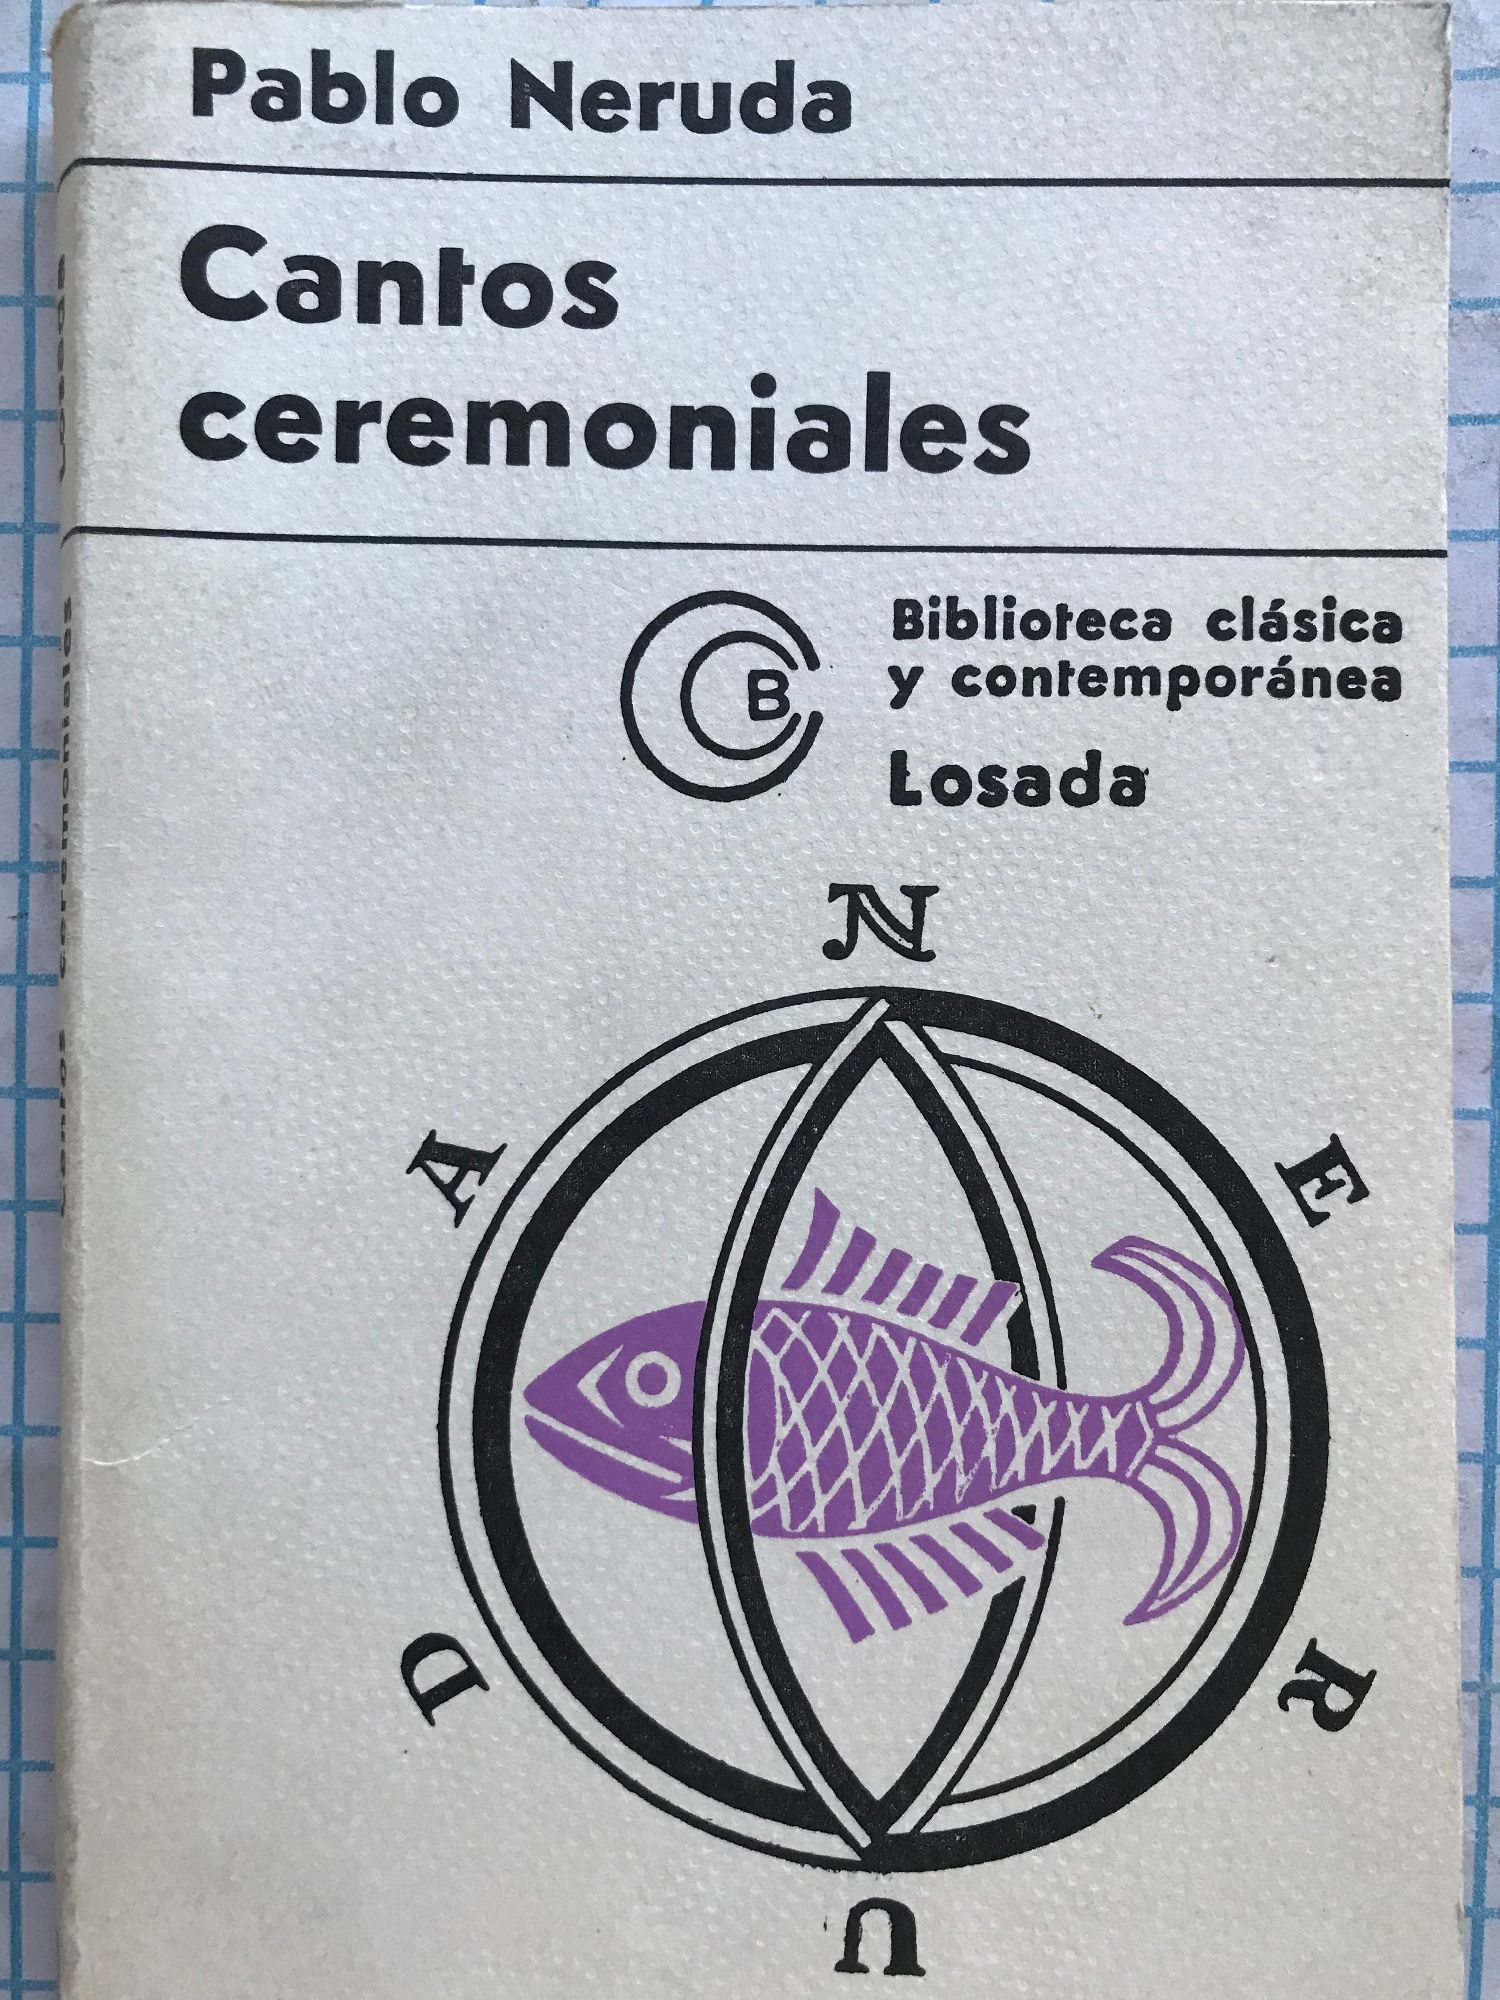 Pablo Neruda
Cantos
ceremoniales
B
Biblioteca clásica
y contemporánea
Losada
N
E
R
U
D
A
Cantos ceremoniales
Losada